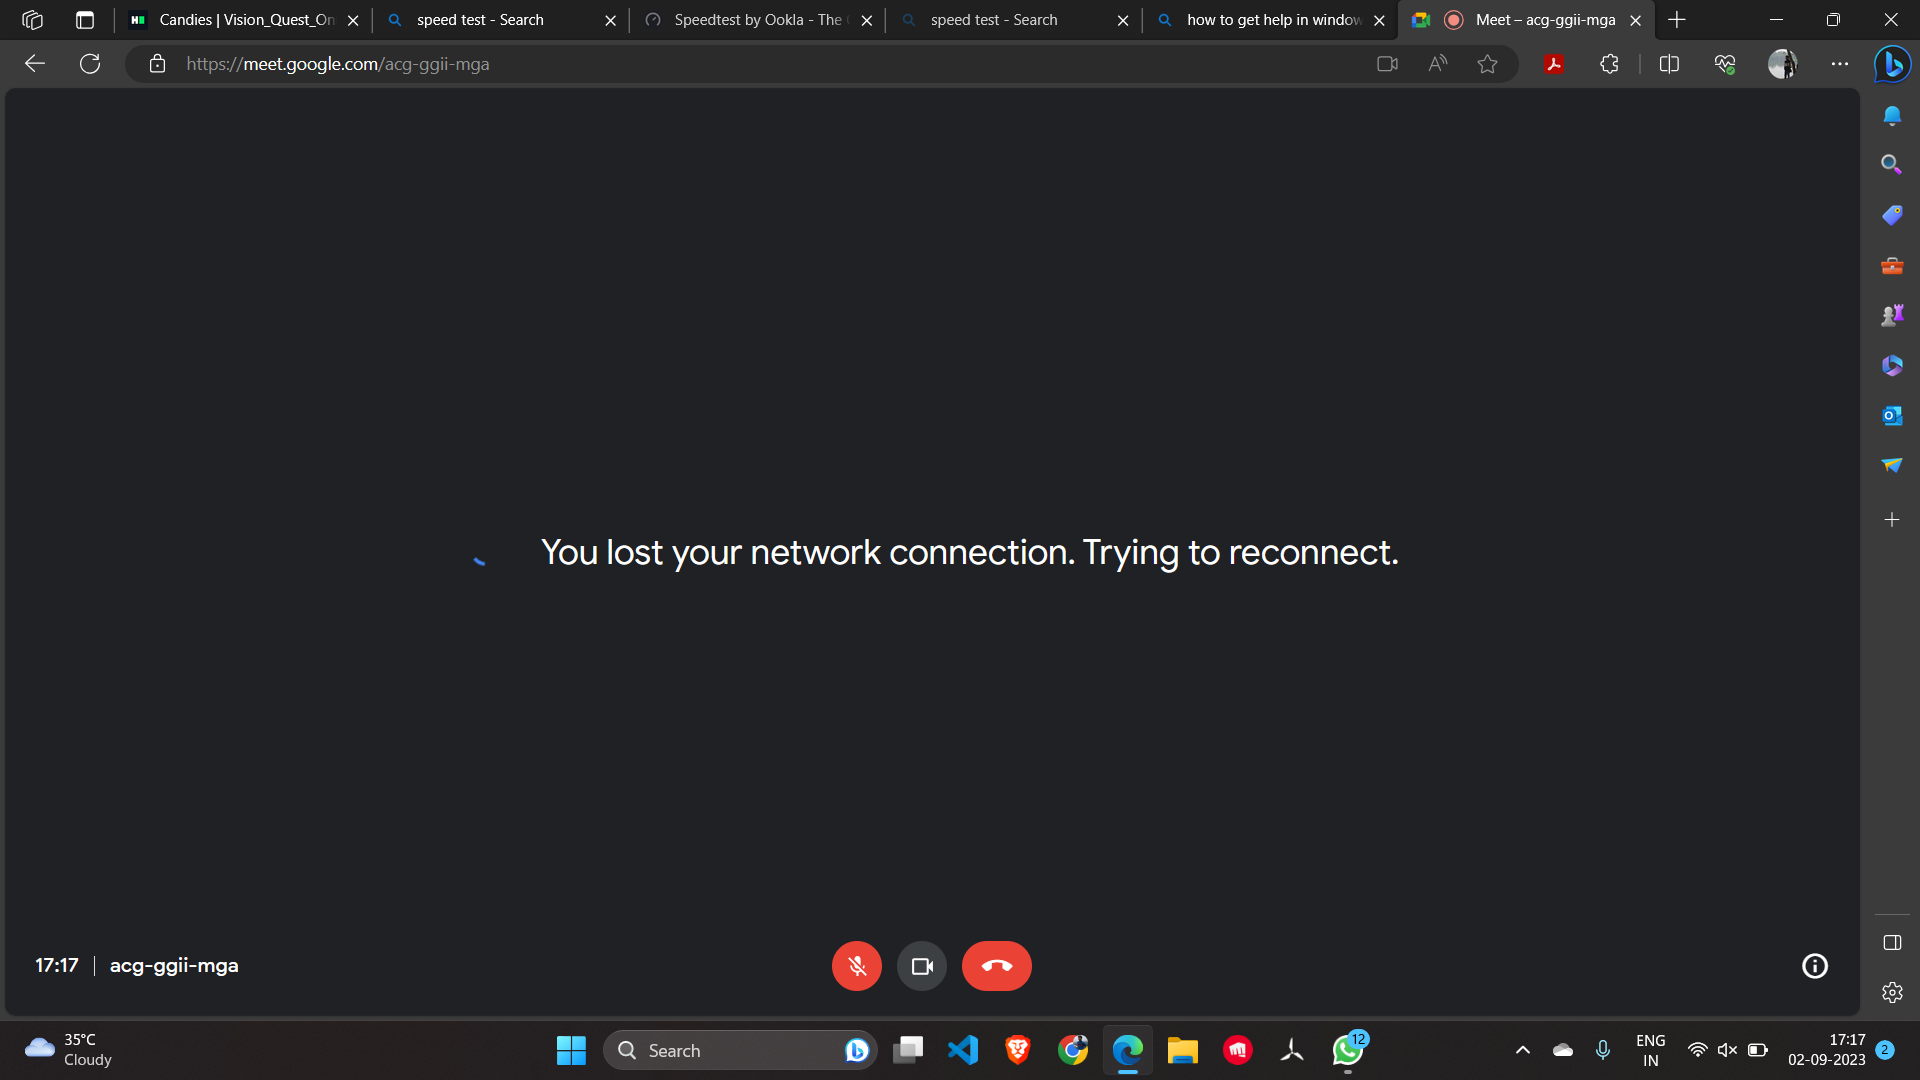 Candies | Vision_Quest_On
speed test - Search
Speedtest by Ookla - The
speed test - Search
how to get help in window
Meet – acg-ggii-mga
https://meet.google.com/acg-ggii-mga
You lost your network connection. Trying to reconnect.
17:17 | acg-ggii-mga
35°C
Cloudy
Search
12
ENG
IN
17:17
02-09-2023
2